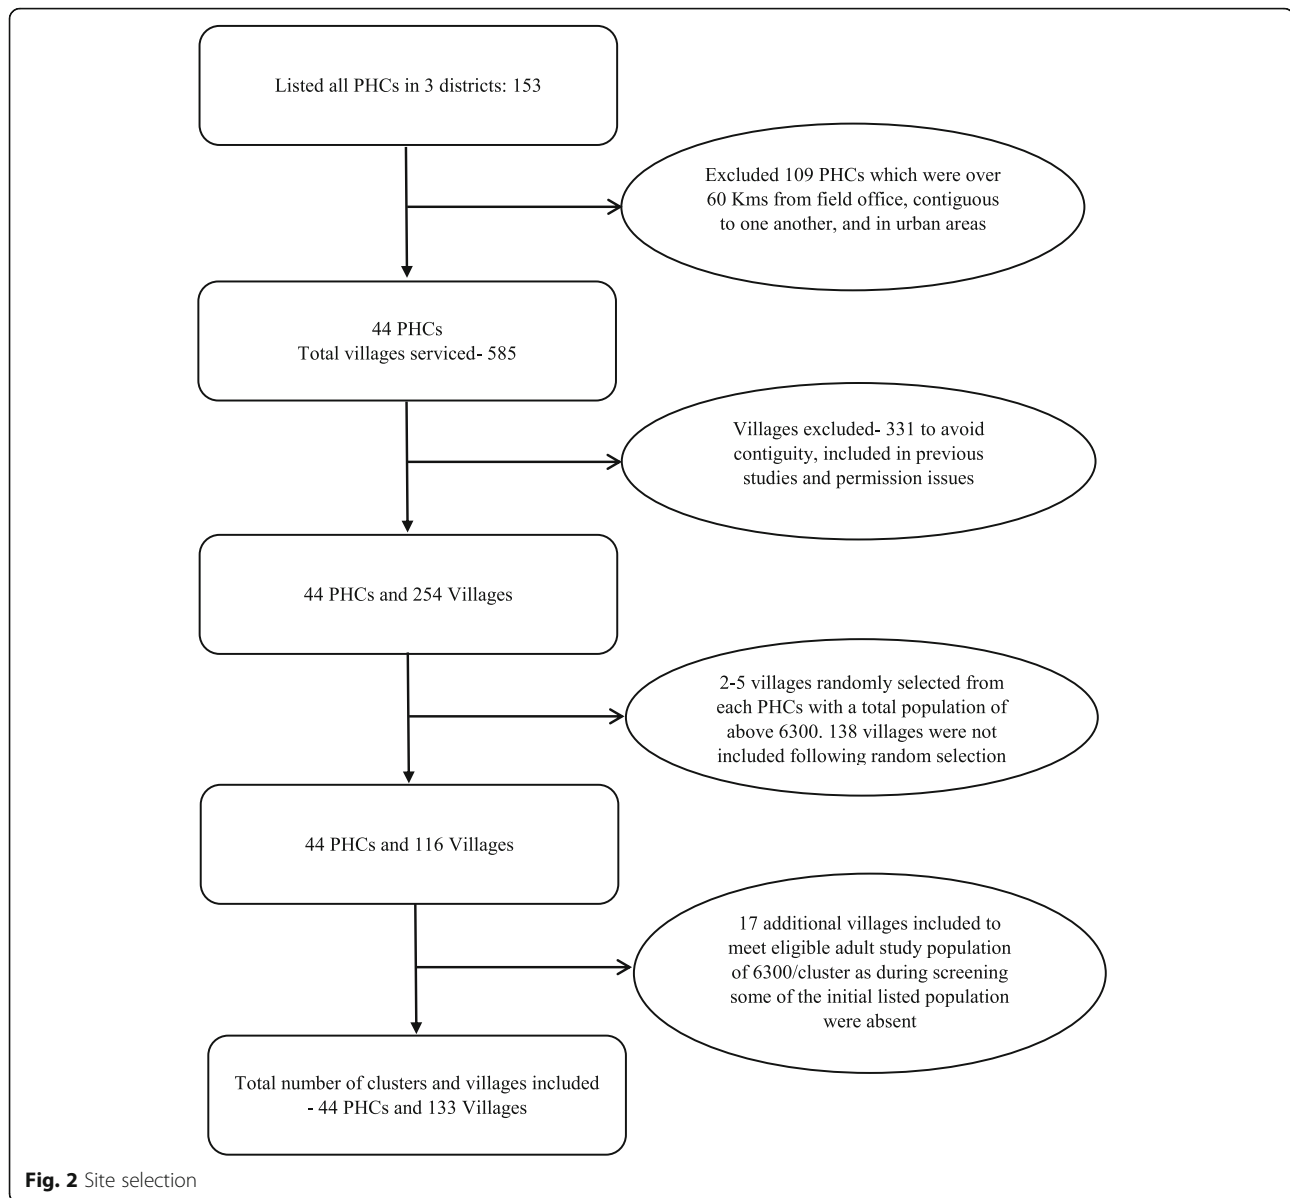 Listed all PHCs in 3 districts: 153
Excluded 109 PHCs which were over
60 Kms from field office, contiguous
to one another, and in urban areas
44 PHCs
Total villages serviced- 585
Villages excluded- 331 to avoid
contiguity, included in previous
studies and permission issues
44 PHCs and 254 Villages
2-5 villages randomly selected from
each PHCs with a total population of
above 6300. 138 villages were not
included following random selection
44 PHCs and 116 Villages
17 additional villages included to
meet eligible adult study population
of 6300/cluster as during screening
some of the initial listed population
were absent
Total number of clusters and villages included
- 44 PHCs and 133 Villages
Fig. 2 Site selection